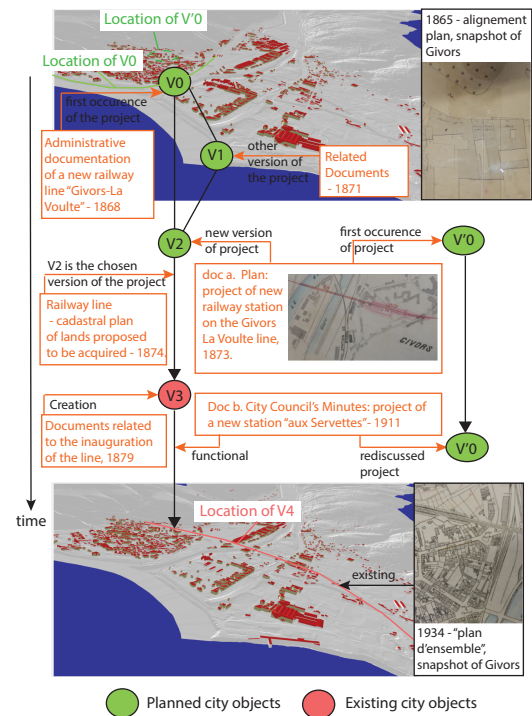 Location of V'0
Location of V0
V0
first occurence
of the project
Administrative
documentation
of a new railway
line "Givors-La
Voulte" - 1868
V1
other
version of
the project
Related
Documents
- 1871
1865 - alignement
plan, snapshot of
Givors
V2
new version
of project
first occurence
of project
V'0
V2 is the chosen
version of the project
Railway line
- cadastral plan
of lands proposed
to be acquired - 1874.
doc a. Plan:
project of new
railway station
on the Givors
La Voulte line,
1873.
GIVORS
V3
Creation
Documents related
to the inauguration
of the line, 1879
Doc b. City Council's Minutes: project of
a new station "aux Servettes"- 1911
functional
rediscussed
project
V'0
time
Location of V4
existing
1934 - "plan
d'ensemble",
snapshot of Givors
Planned city objects
Existing city objects